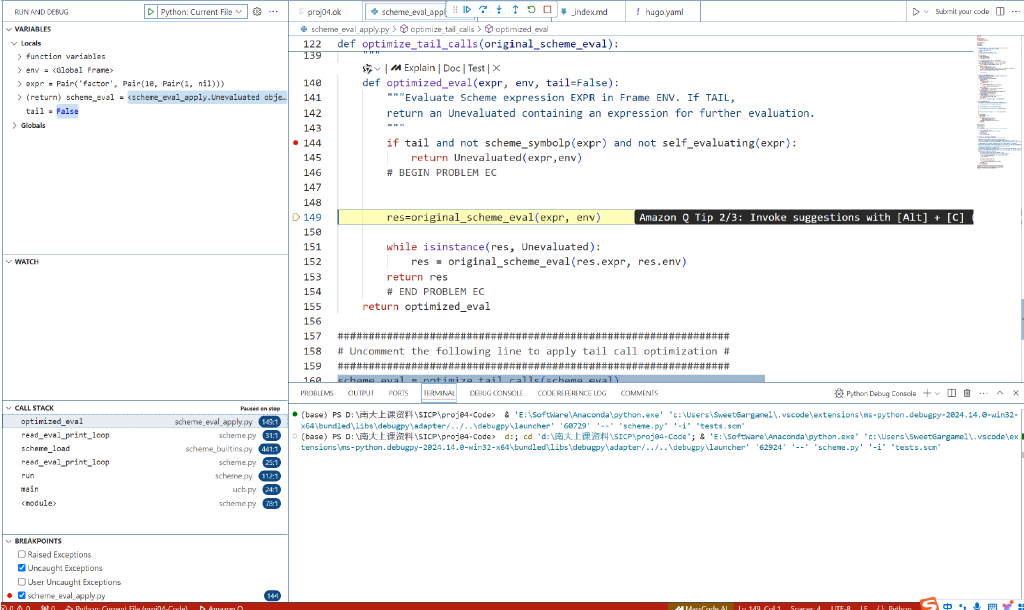 RUN AND DEBUG
Python: Current File
proj04.ok
scheme_eval_appl
_index.md
! hugo.yaml
Submit your code
VARIABLES
Locals
function variables
env = <Global Frame>
expr = Pair('factor', Pair(10, Pair(1, nil)))
(return) scheme_eval = <scheme_eval_apply.Unevaluated obje…
tail = False
Globals
WATCH
CALL STACK
Paused on step
optimized_eval scheme_eval_apply.py 149:1
read_eval_print_loop scheme.py 31:1
scheme_load scheme_builtins.py 441:1
read_eval_print_loop scheme.py 25:1
run scheme.py 112:1
main ucb.py 24:1
<module> scheme.py 78:1
BREAKPOINTS
Raised Exceptions
Uncaught Exceptions
User Uncaught Exceptions
scheme_eval_apply.py 144
scheme_eval_apply.py > optimize_tail_calls > optimized_eval
122 def optimize_tail_calls(original_scheme_eval):
139 """
Explain | Doc | Test | X
140 def optimized_eval(expr, env, tail=False):
141 """Evaluate Scheme expression EXPR in Frame ENV. If TAIL,
142 return an Unevaluated containing an expression for further evaluation.
143 """
144 if tail and not scheme_symbolp(expr) and not self_evaluating(expr):
145 return Unevaluated(expr,env)
146 # BEGIN PROBLEM EC
147
148
149 res=original_scheme_eval(expr, env) Amazon Q Tip 2/3: Invoke suggestions with [Alt] + [C] (
150
151 while isinstance(res, Unevaluated):
152 res = original_scheme_eval(res.expr, res.env)
153 return res
154 # END PROBLEM EC
155 return optimized_eval
156
157 ################################################################
158 # Uncomment the following line to apply tail call optimization #
159 ################################################################
160 scheme_eval = optimize_tail_calls(scheme_eval)
PROBLEMS OUTPUT PORTS TERMINAL DEBUG CONSOLE CODE REFERENCE LOG COMMENTS
Python Debug Console
(base) PS D:\南大上课资料\SICP\proj04-Code> & 'E:\SoftWare\Anaconda\python.exe' 'c:\Users\SweetGargamel\.vscode\extensions\ms-python.debugpy-2024.14.0-win32-
x64\bundled\libs\debugpy\adapter/../..\debugpy\launcher' '60729' '--' 'scheme.py' '-i' 'tests.scm'
(base) PS D:\南大上课资料\SICP\proj04-Code> d:; cd 'd:\南大上课资料\SICP\proj04-Code'; & 'E:\SoftWare\Anaconda\python.exe' 'c:\Users\SweetGargamel\.vscode\ex
tensions\ms-python.debugpy-2024.14.0-win32-x64\bundled\libs\debugpy\adapter/../..\debugpy\launcher' '62924' '--' 'scheme.py' '-i' 'tests.scm'
Python: Current File (proj04-Code) Amazon Q MarsCode AI Ln 149, Col 1 Spaces: 4 UTF-8 LF Python
中